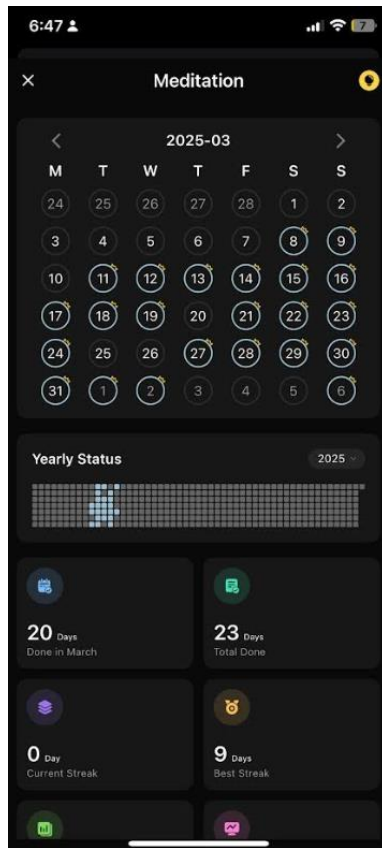 6:47
7
Meditation
2025-03
M T W T F S S
24 25 26 27 28 1 2
3 4 5 6 7 8 9
10 11 12 13 14 15 16
17 18 19 20 21 22 23
24 25 26 27 28 29 30
31 1 2 3 4 5 6
Yearly Status 2025
20 Days 23 Days
Done in March Total Done
0 Day 9 Days
Current Streak Best Streak